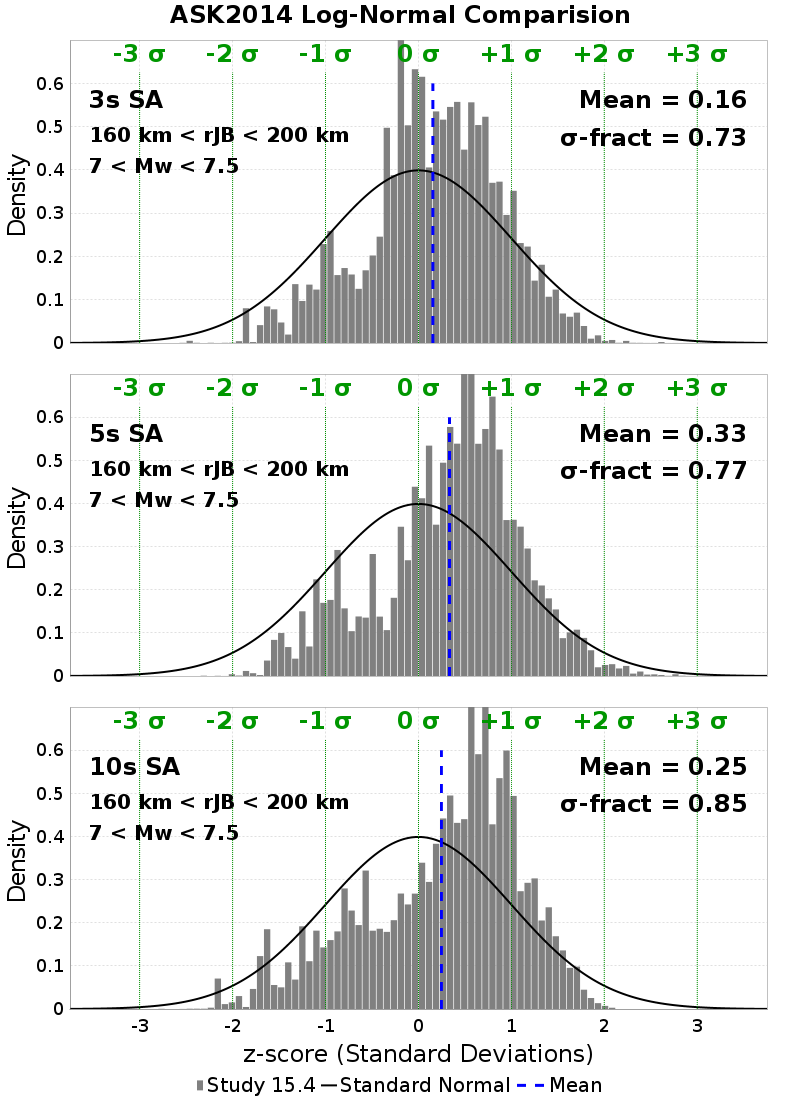 ASK2014 Log-Normal Comparision
-3 σ -2 σ -1 σ 0 σ +1 σ +2 σ +3 σ
3s SA
160 km < rJB < 200 km
7 < Mw < 7.5
Mean = 0.16
σ-fract = 0.73
Density
0.6
0.5
0.4
0.3
0.2
0.1
0
-3 σ -2 σ -1 σ 0 σ +1 σ +2 σ +3 σ
5s SA
160 km < rJB < 200 km
7 < Mw < 7.5
Mean = 0.33
σ-fract = 0.77
Density
0.6
0.5
0.4
0.3
0.2
0.1
0
-3 σ -2 σ -1 σ 0 σ +1 σ +2 σ +3 σ
10s SA
160 km < rJB < 200 km
7 < Mw < 7.5
Mean = 0.25
σ-fract = 0.85
Density
0.6
0.5
0.4
0.3
0.2
0.1
0
-3 -2 -1 0 1 2 3
z-score (Standard Deviations)
Study 15.4 Standard Normal Mean